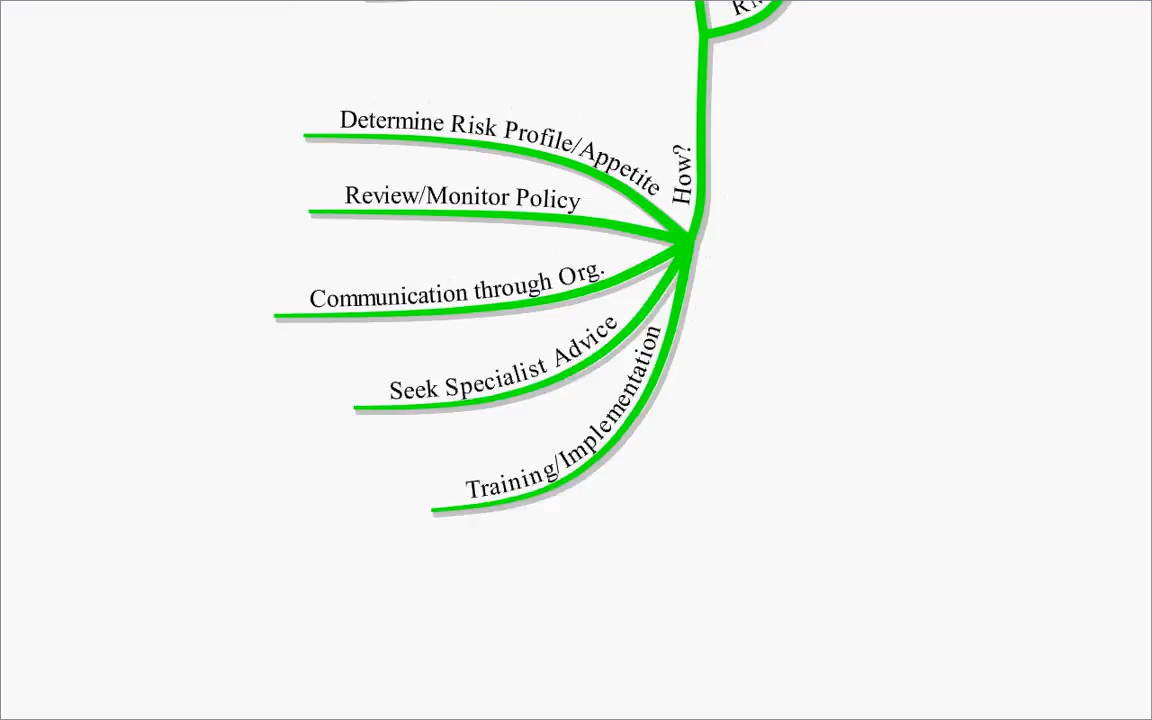 How?
Determine Risk Profile/Appetite
Review/Monitor Policy
Communication through Org.
Seek Specialist Advice
Training/Implementation